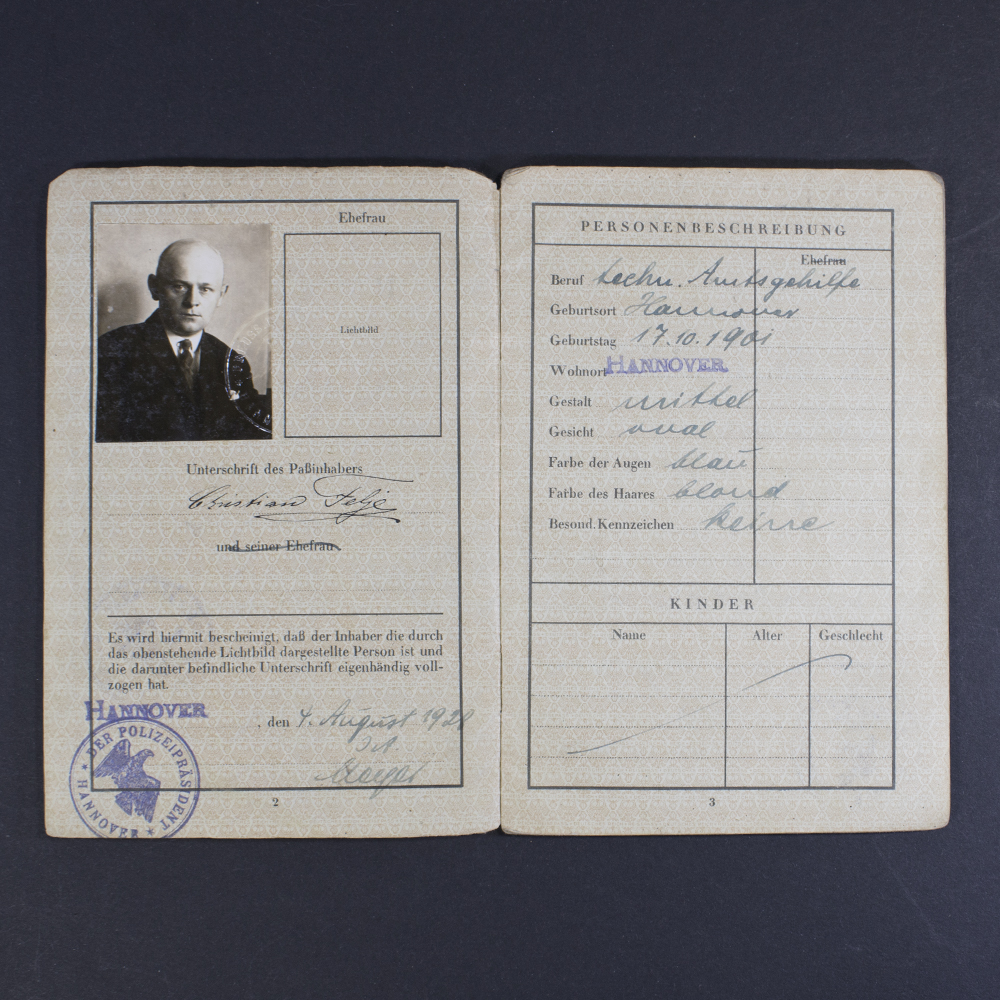 Ehefrau
Lichtbild
Unterschrift des Paßinhabers
Christian Felje
und seiner Ehefrau
Es wird hiermit bescheinigt, daß der Inhaber die durch
das obenstehende Lichtbild dargestellte Person ist und
die darunter befindliche Unterschrift eigenhändig voll-
zogen hat.
HANNOVER
, den 4. August 1928
DER POLIZEIPRÄSIDENT
HANNOVER
2
PERSONENBESCHREIBUNG
Ehefrau
Beruf techn. Amtsgehilfe
Geburtsort Hannover
Geburtstag 17.10.1901
Wohnort HANNOVER
Gestalt mittel
Gesicht oval
Farbe der Augen blau
Farbe des Haares blond
Besond. Kennzeichen keine
KINDER
Name Alter Geschlecht
3